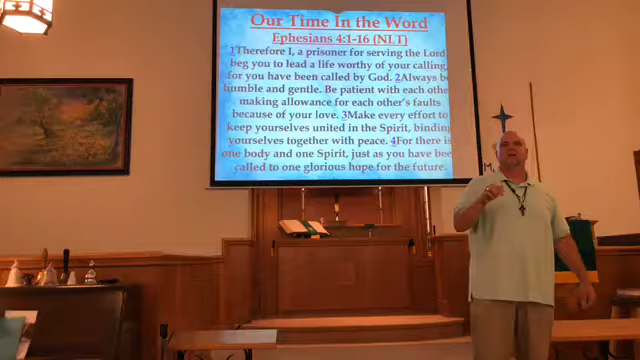 Our Time In the Word
Ephesians 4:1-16 (NLT)
1Therefore I, a prisoner for serving the Lord
beg you to lead a life worthy of your calling,
for you have been called by God. 2Always b
humble and gentle. Be patient with each othe
making allowance for each other's faults
because of your love. 3Make every effort to
keep yourselves united in the Spirit, binding
yourselves together with peace. 4For there is
one body and one Spirit, just as you have bee
called to one glorious hope for the future.